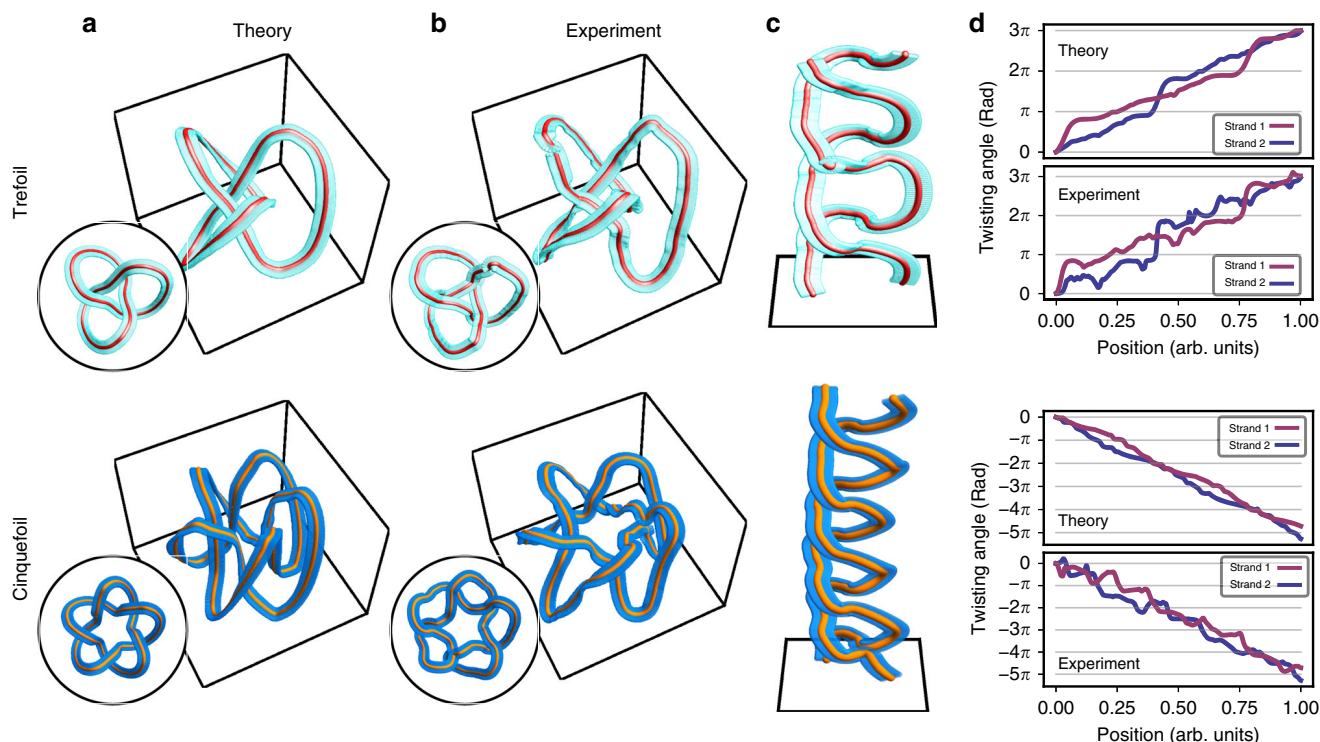 a
Theory
b
Experiment
c
d
Trefoil
Cinquefoil
Twisting angle (Rad)
3π
2π
π
0
Theory
Strand 1
Strand 2
3π
2π
π
0
Experiment
Strand 1
Strand 2
0.00 0.25 0.50 0.75 1.00
Position (arb. units)
Twisting angle (Rad)
0
−π
−2π
−3π
−4π
−5π
Strand 1
Strand 2
Theory
0
−π
−2π
−3π
−4π
−5π
Strand 1
Strand 2
Experiment
0.00 0.25 0.50 0.75 1.00
Position (arb. units)